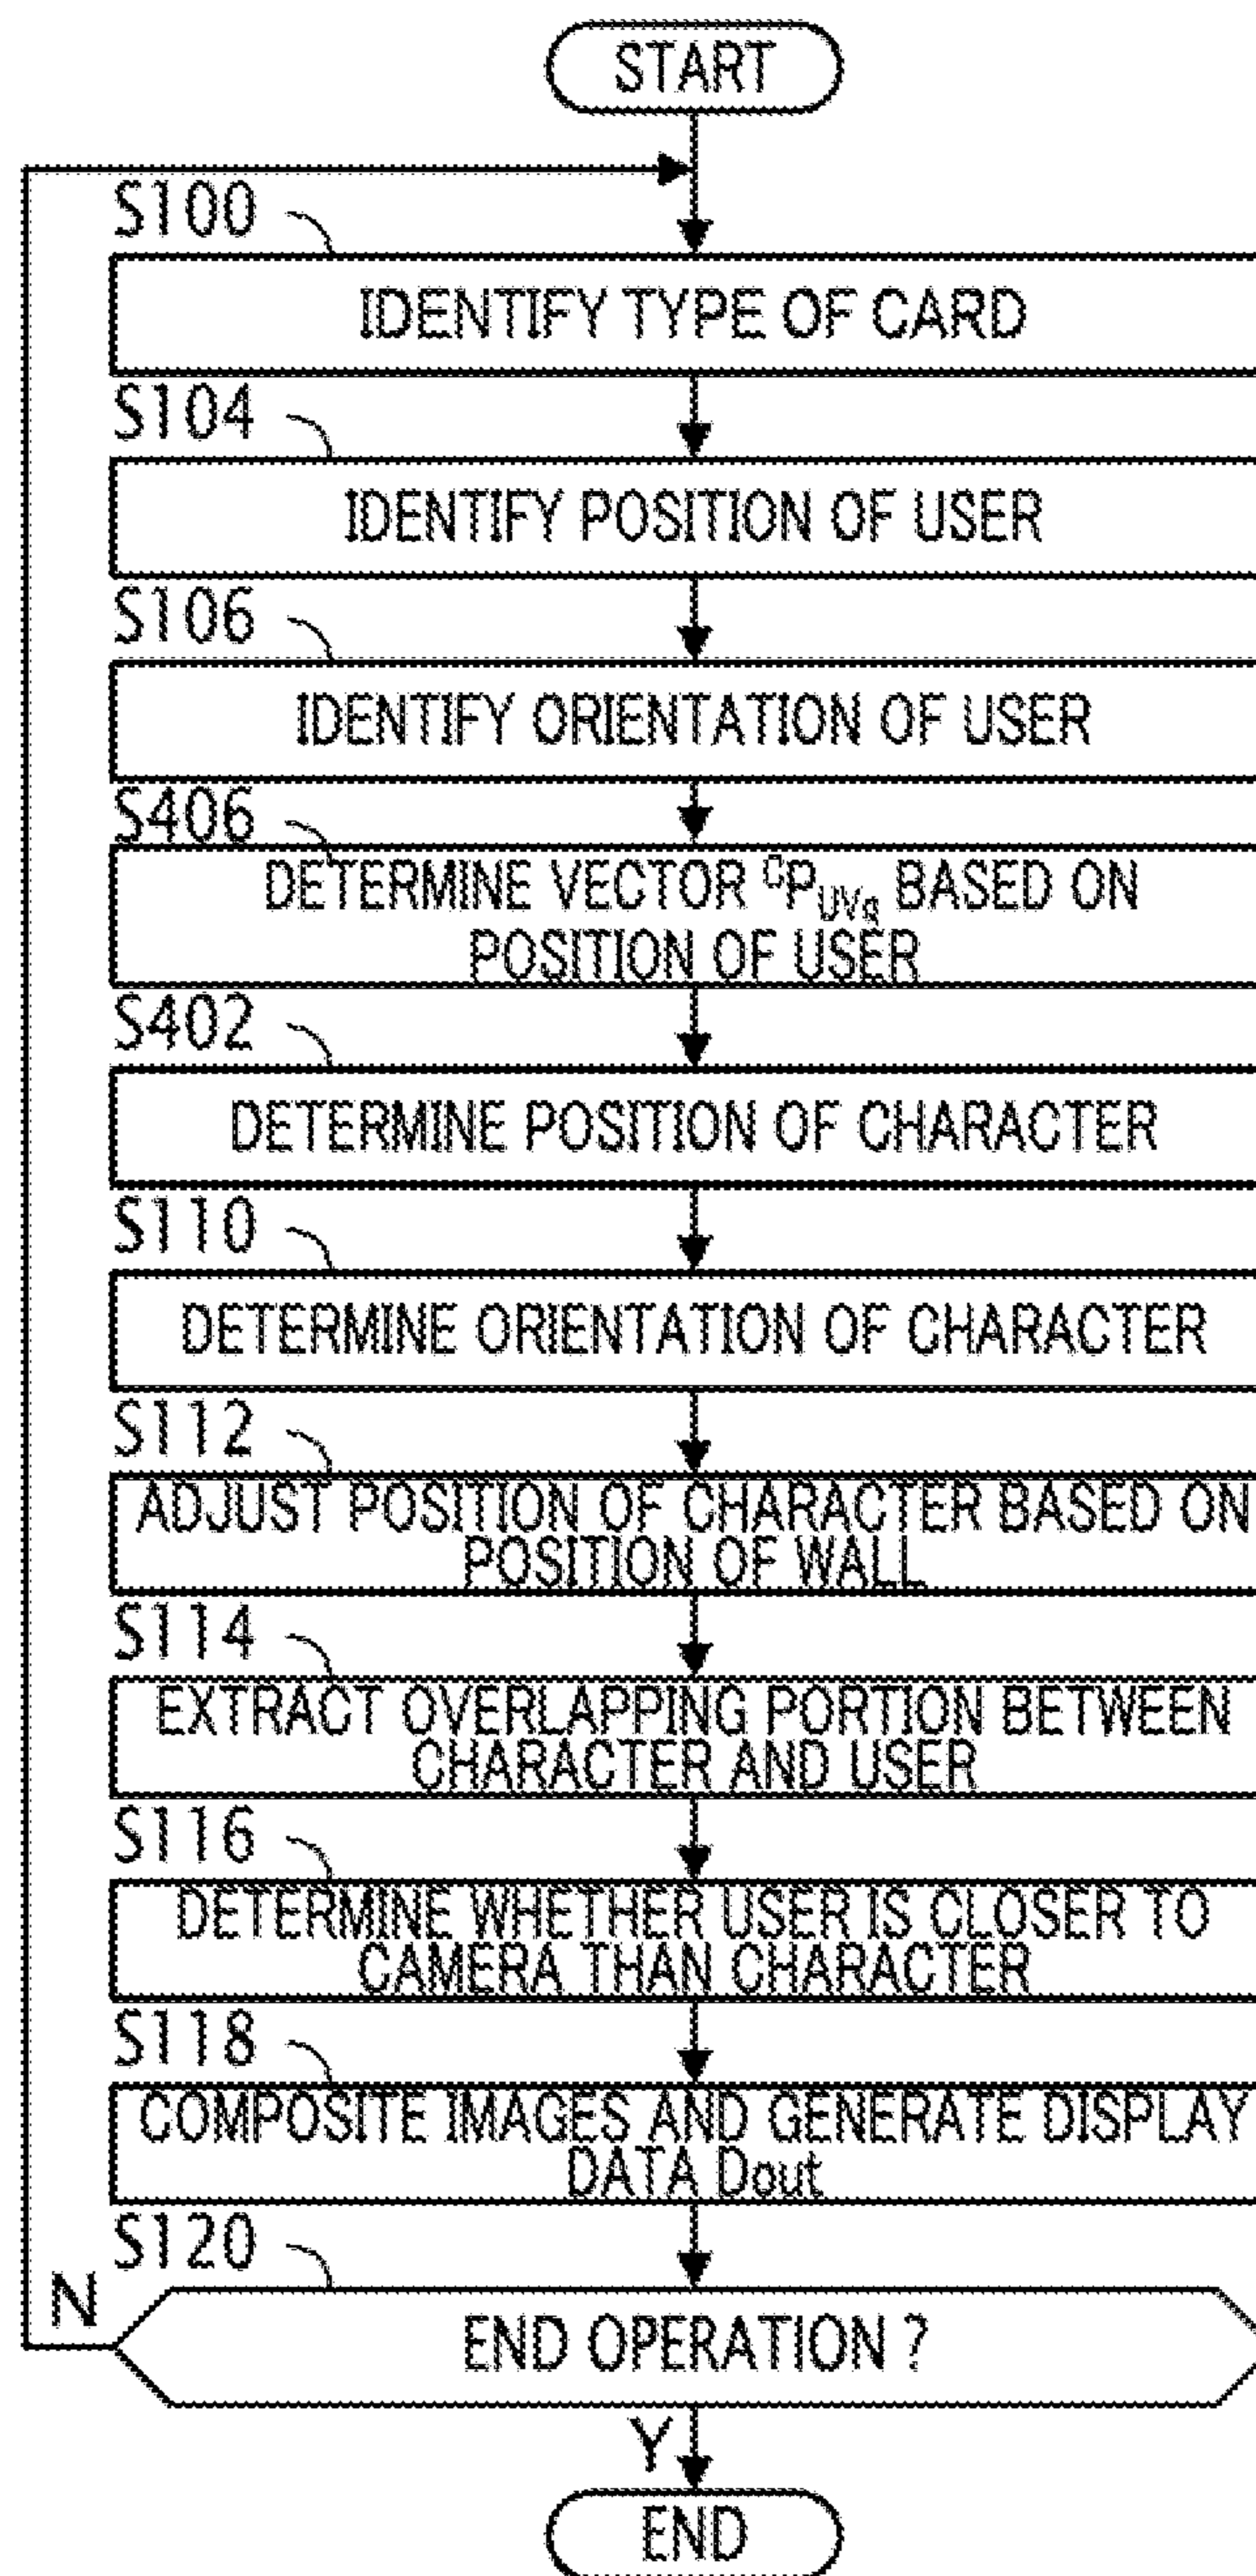 START
S100
IDENTIFY TYPE OF CARD
S104
IDENTIFY POSITION OF USER
S106
IDENTIFY ORIENTATION OF USER
S406
DETERMINE VECTOR ᶜP_UVq BASED ON
POSITION OF USER
S402
DETERMINE POSITION OF CHARACTER
S110
DETERMINE ORIENTATION OF CHARACTER
S112
ADJUST POSITION OF CHARACTER BASED ON
POSITION OF WALL
S114
EXTRACT OVERLAPPING PORTION BETWEEN
CHARACTER AND USER
S116
DETERMINE WHETHER USER IS CLOSER TO
CAMERA THAN CHARACTER
S118
COMPOSITE IMAGES AND GENERATE DISPLAY
DATA Dout
S120
N
END OPERATION ?
Y
END